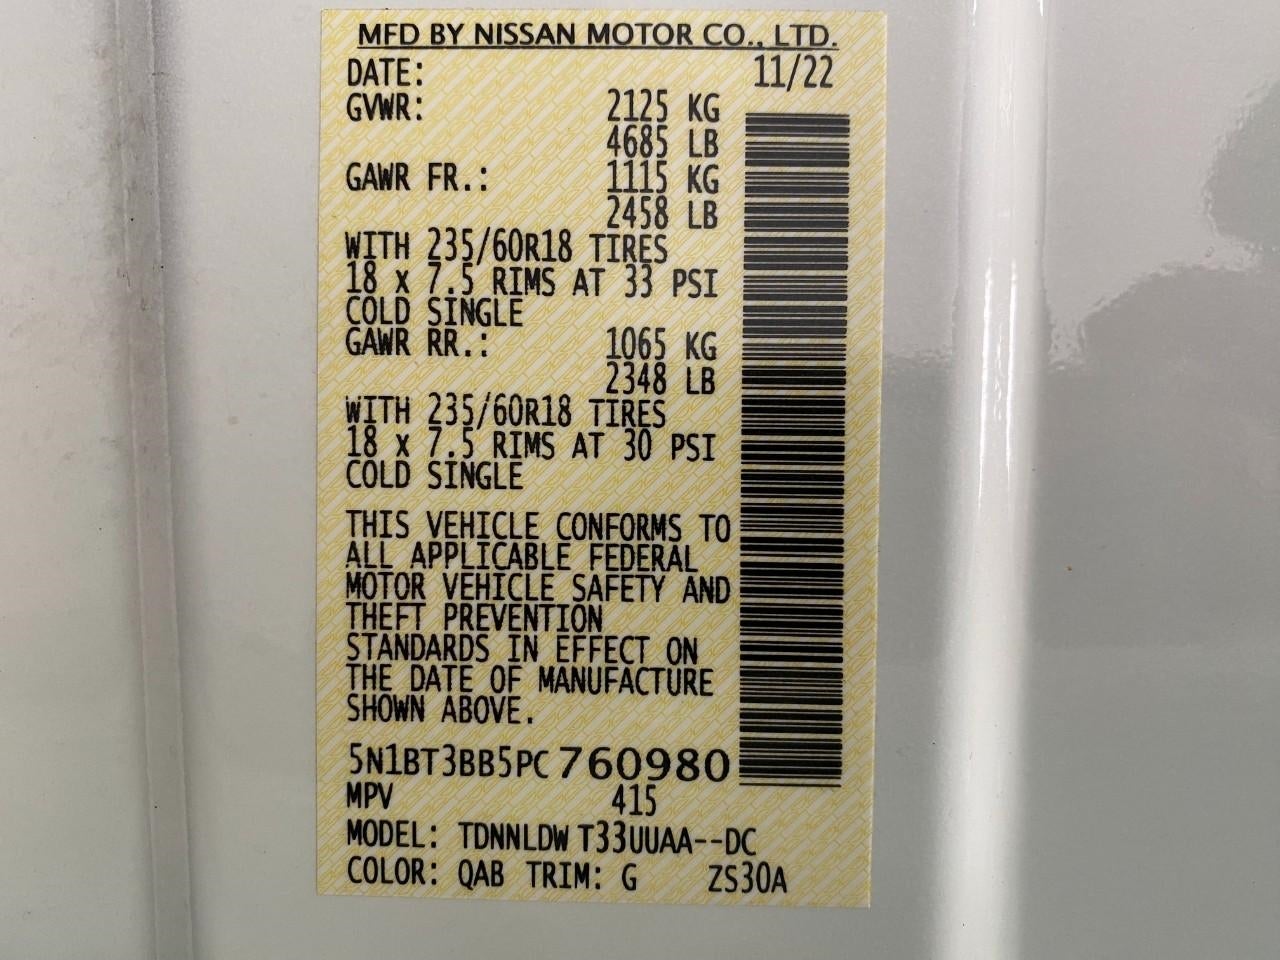 MFD BY NISSAN MOTOR CO., LTD.
DATE: 11/22
GVWR: 2125 KG
4685 LB
GAWR FR.: 1115 KG
2458 LB
WITH 235/60R18 TIRES
18 x 7.5 RIMS AT 33 PSI
COLD SINGLE
GAWR RR.: 1065 KG
2348 LB
WITH 235/60R18 TIRES
18 x 7.5 RIMS AT 30 PSI
COLD SINGLE
THIS VEHICLE CONFORMS TO
ALL APPLICABLE FEDERAL
MOTOR VEHICLE SAFETY AND
THEFT PREVENTION
STANDARDS IN EFFECT ON
THE DATE OF MANUFACTURE
SHOWN ABOVE.
5N1BT3BB5PC760980
MPV 415
MODEL: TDNNLDW T33UUAA--DC
COLOR: QAB TRIM: G ZS30A